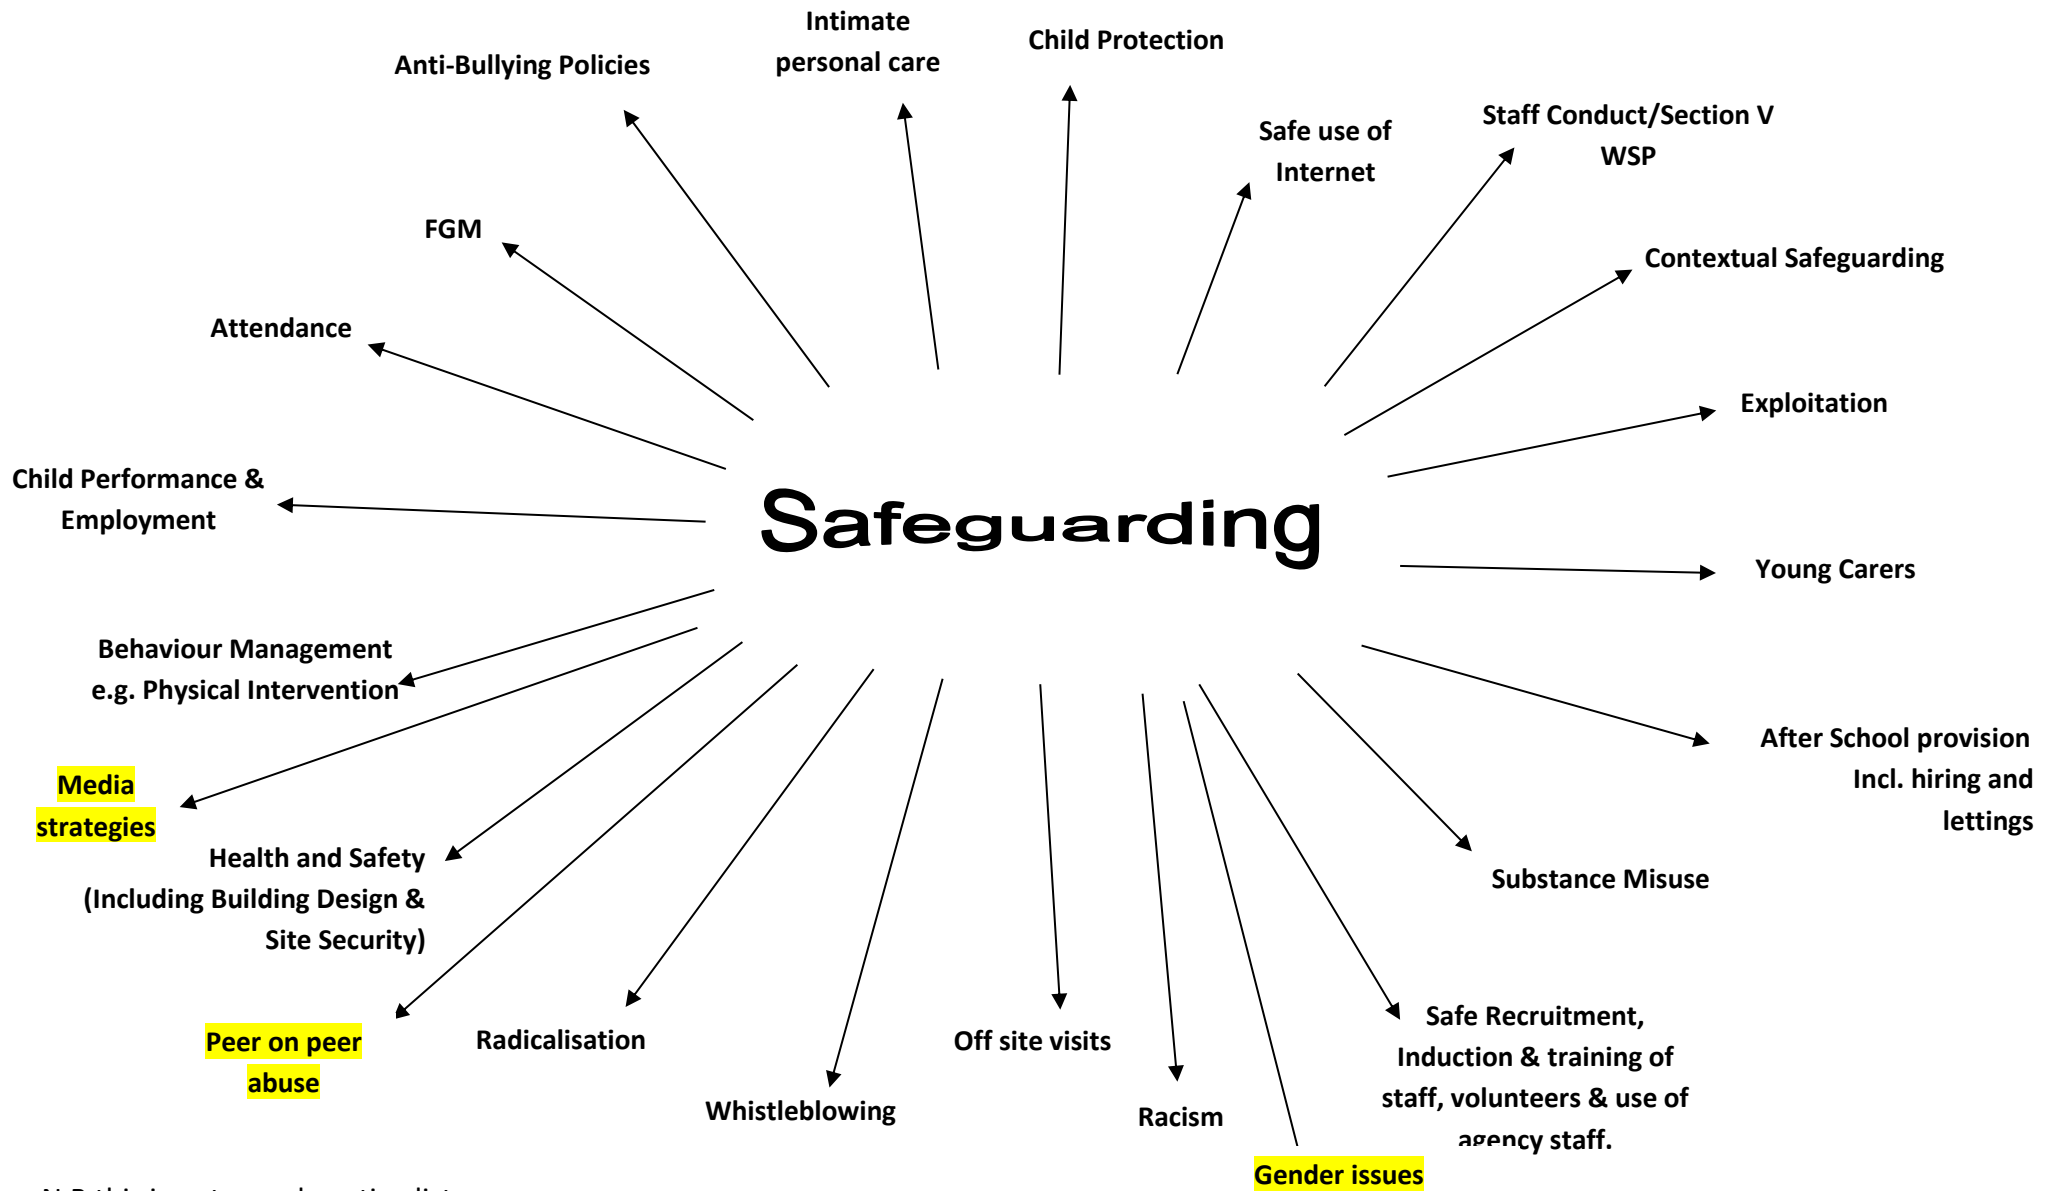 Intimate
personal care
Child Protection
Anti-Bullying Policies
Staff Conduct/Section V
WSP
Safe use of
Internet
FGM
Contextual Safeguarding
Attendance
Exploitation
Child Performance &
Employment
Safeguarding
Young Carers
Behaviour Management
e.g. Physical Intervention
After School provision
Incl. hiring and
lettings
Media
strategies
Health and Safety
(Including Building Design &
Site Security)
Substance Misuse
Peer on peer
abuse
Radicalisation
Off site visits
Safe Recruitment,
Induction & training of
staff, volunteers & use of
agency staff.
Whistleblowing
Racism
Gender issues